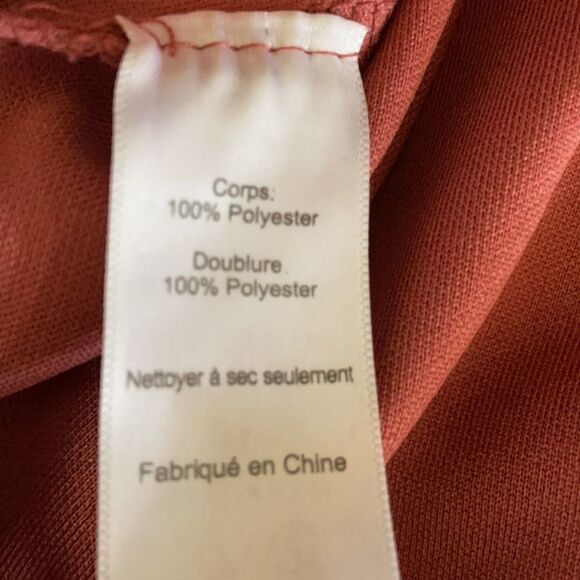 Corps:
100% Polyester
Doublure.
100% Polyester
Nettoyer à sec seulement
Fabriqué en Chine